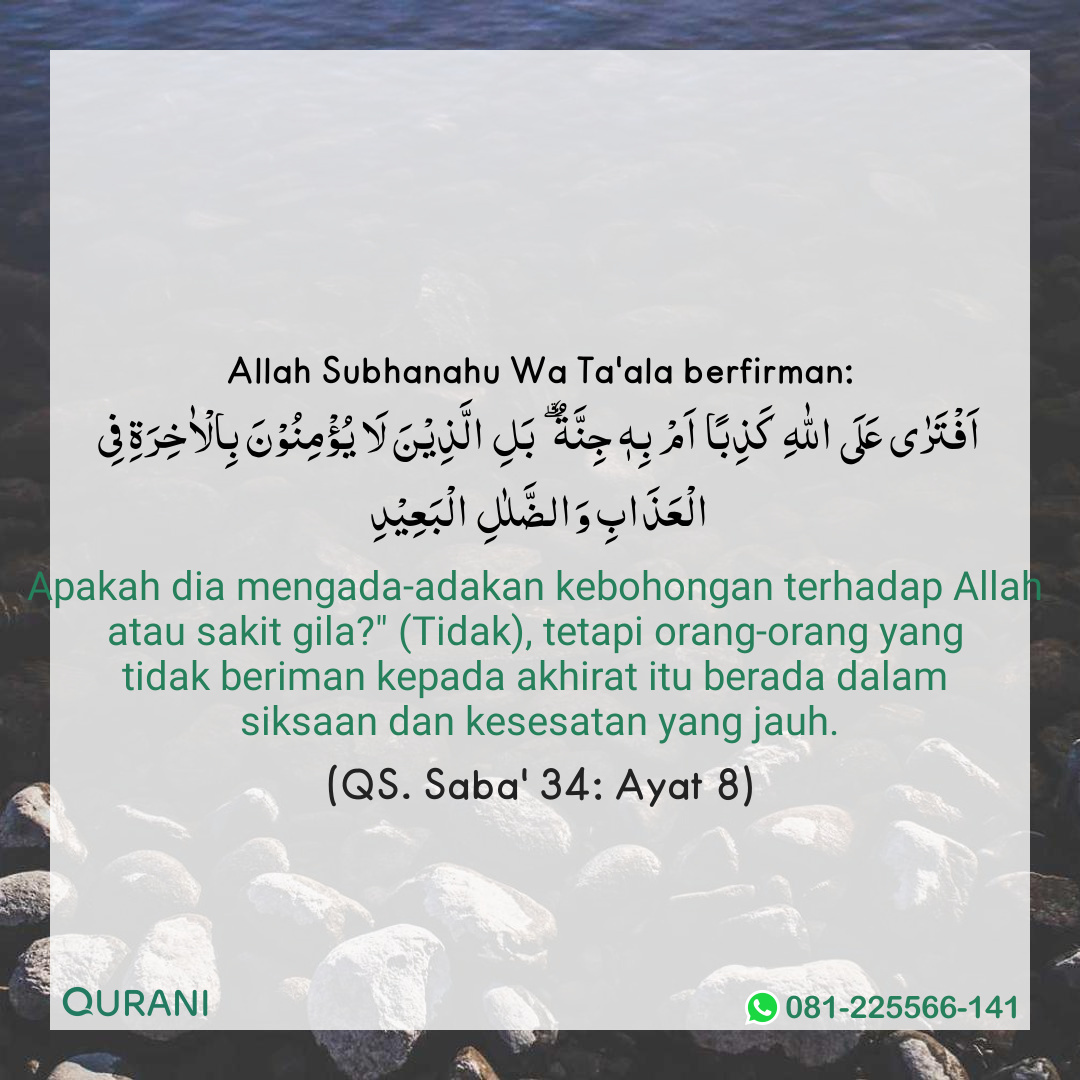 Allah Subhanahu Wa Ta'ala berfirman:
اَفْتَرٰى عَلَى اللّٰهِ كَذِبًا اَمْ بِهٖ جِنَّةٌ ۗ بَلِ الَّذِيْنَ لَا يُؤْمِنُوْنَ بِالْاٰخِرَةِ فِى
الْعَذَابِ وَالضَّلٰلِ الْبَعِيْدِ
Apakah dia mengada-adakan kebohongan terhadap Allah
atau sakit gila?" (Tidak), tetapi orang-orang yang
tidak beriman kepada akhirat itu berada dalam
siksaan dan kesesatan yang jauh.
(QS. Saba' 34: Ayat 8)
QURANI
081-225566-141